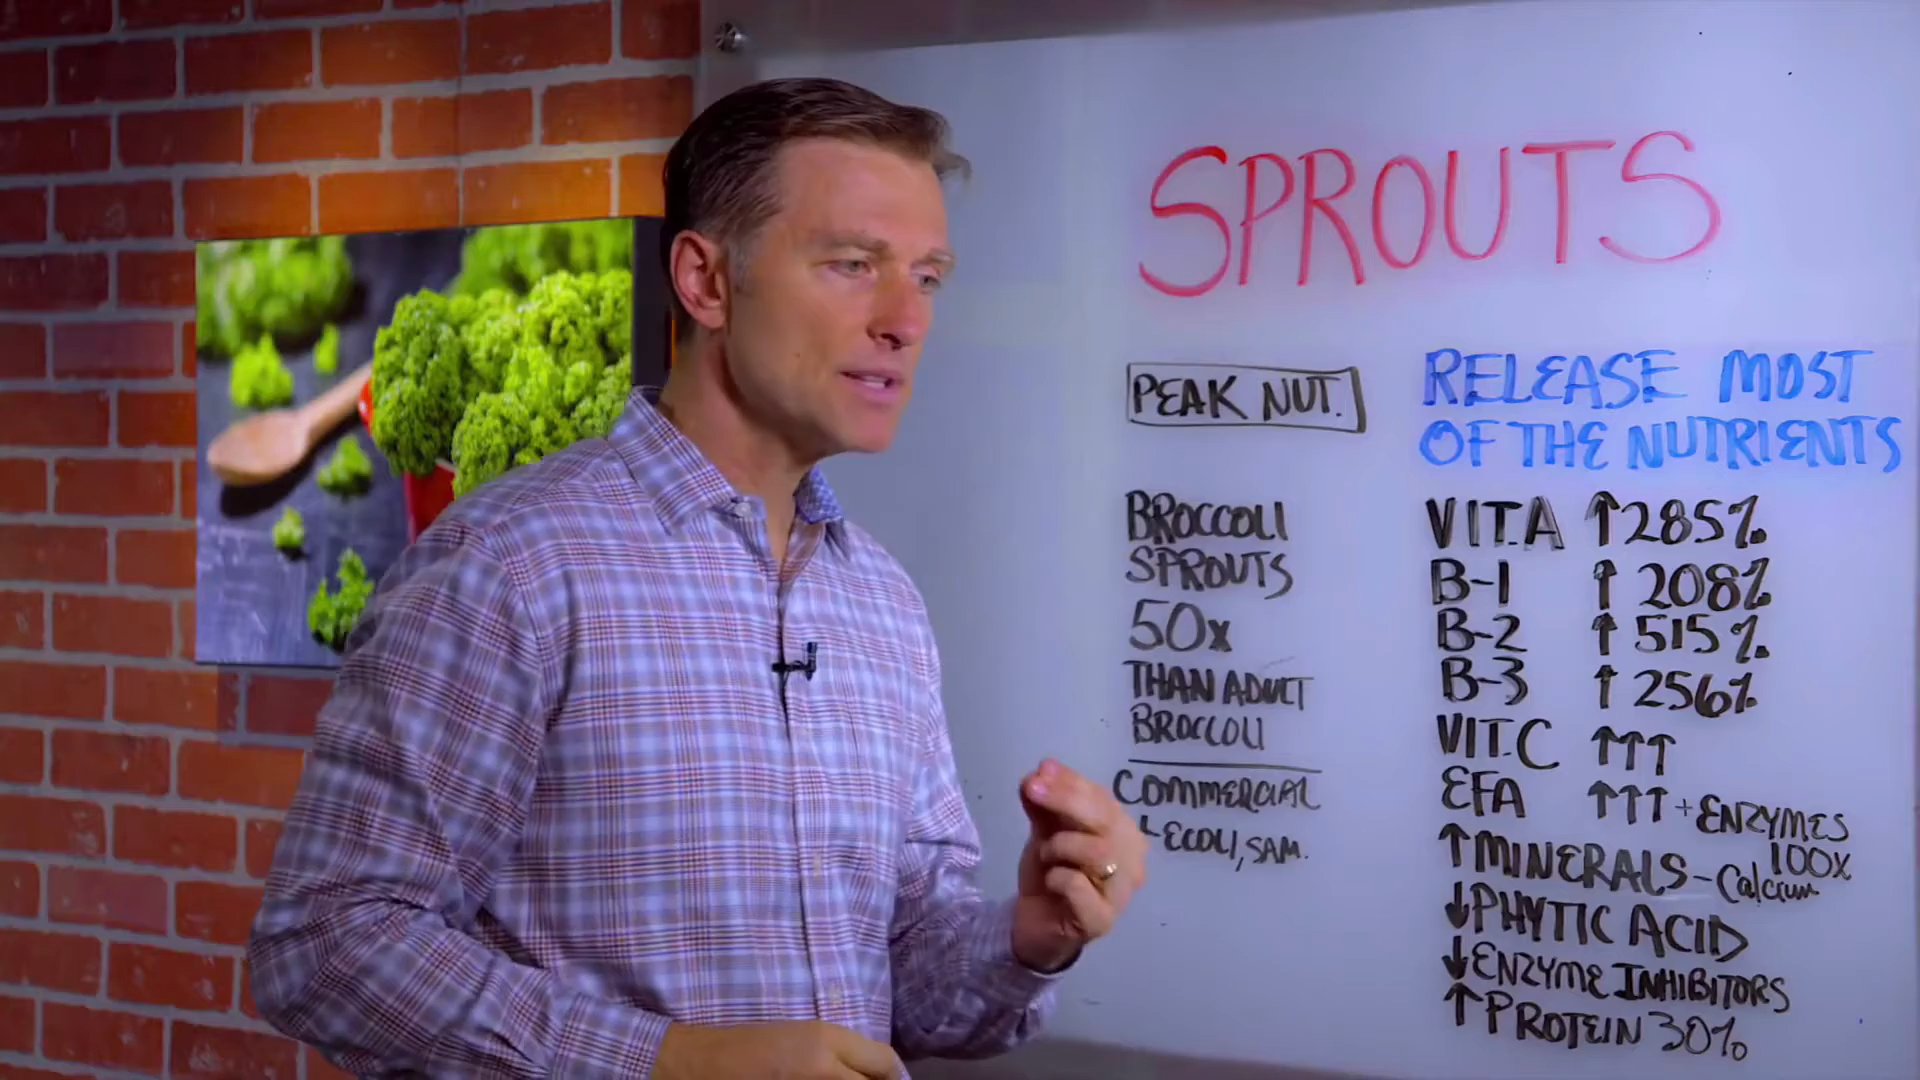 SPROUTS
PEAK NUT.
BROCCOLI
SPROUTS
50x
THAN ADULT
BROCCOLI
COMMERCIAL
ECOLI, SAM.
RELEASE MOST
OF THE NUTRIENTS
VIT.A ↑285%
B-1 ↑ 208%
B-2 ↑ 515%
B-3 ↑ 256%
VIT.C ↑↑↑
EFA ↑↑↑ + ENZYMES
100x
↑MINERALS - Calcium
↓PHYTIC ACID
↓ENZYME INHIBITORS
↑PROTEIN 30%